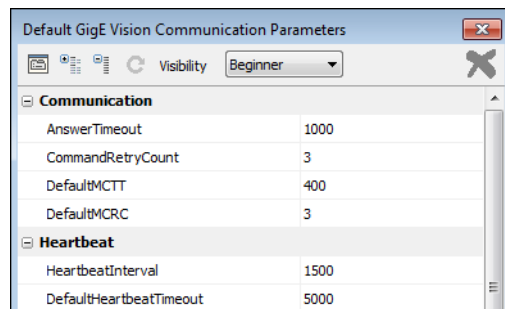 Default GigE Vision Communication Parameters
Visibility Beginner
Communication
AnswerTimeout 1000
CommandRetryCount 3
DefaultMCTT 400
DefaultMCRC 3
Heartbeat
HeartbeatInterval 1500
DefaultHeartbeatTimeout 5000